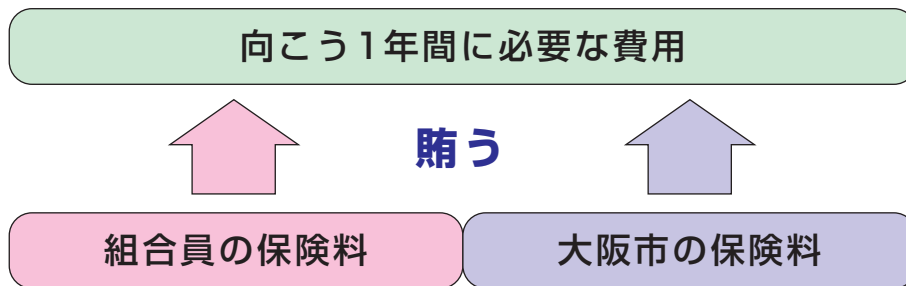 向こう1年間に必要な費用
賄う
組合員の保険料
大阪市の保険料